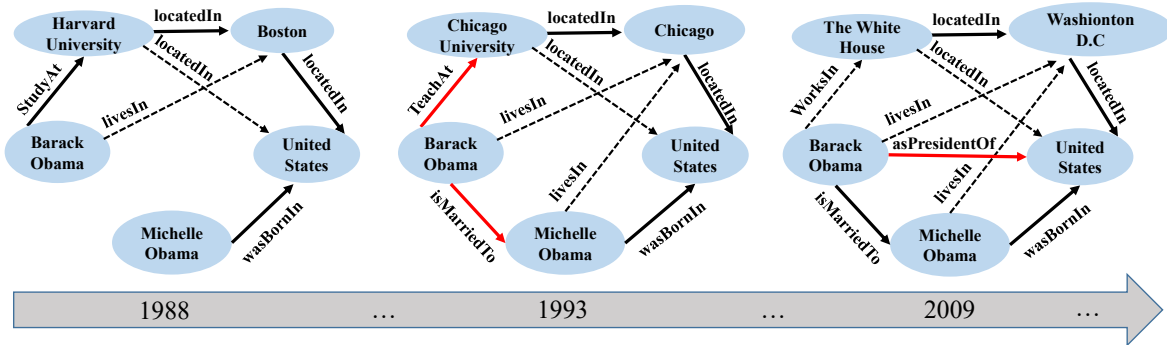 Harvard
University
locatedIn
Boston
StudyAt
locatedIn
locatedIn
livesIn
Barack
Obama
United
States
Michelle
Obama
wasBornIn
Chicago
University
locatedIn
Chicago
TeachAt
locatedIn
locatedIn
livesIn
Barack
Obama
United
States
isMarriedTo
livesIn
Michelle
Obama
wasBornIn
The White
House
locatedIn
Washionton
D.C
WorksIn
locatedIn
locatedIn
livesIn
Barack
Obama
asPresidentOf
United
States
isMarriedTo
livesIn
Michelle
Obama
wasBornIn
1988 ... 1993 ... 2009 ...